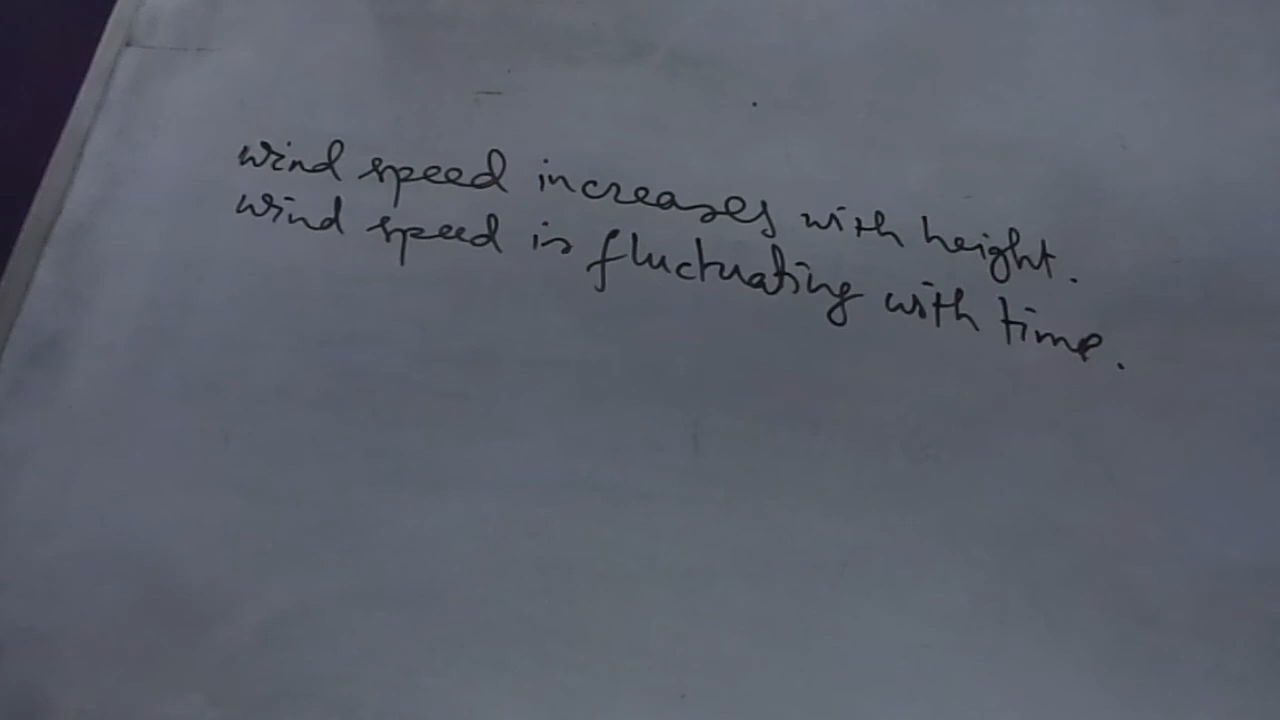 wind speed increases with height.
wind speed is fluctuating with time.